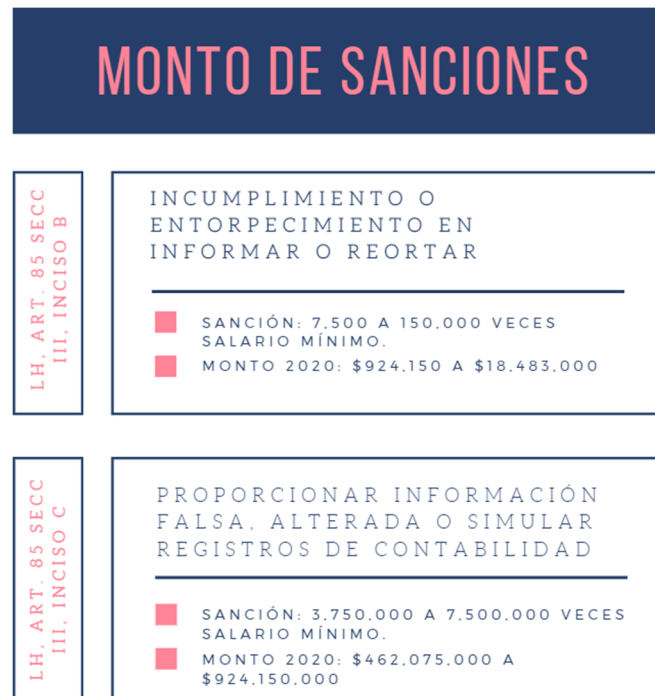 MONTO DE SANCIONES
LH, ART. 85 SECC
III, INCISO B
INCUMPLIMIENTO O
ENTORPECIMIENTO EN
INFORMAR O REORTAR
SANCIÓN: 7,500 A 150,000 VECES
SALARIO MÍNIMO.
MONTO 2020: $924,150 A $18,483,000
LH, ART. 85 SECC
III, INCISO C
PROPORCIONAR INFORMACIÓN
FALSA, ALTERADA O SIMULAR
REGISTROS DE CONTABILIDAD
SANCIÓN: 3,750,000 A 7,500,000 VECES
SALARIO MÍNIMO.
MONTO 2020: $462,075,000 A
$924,150,000